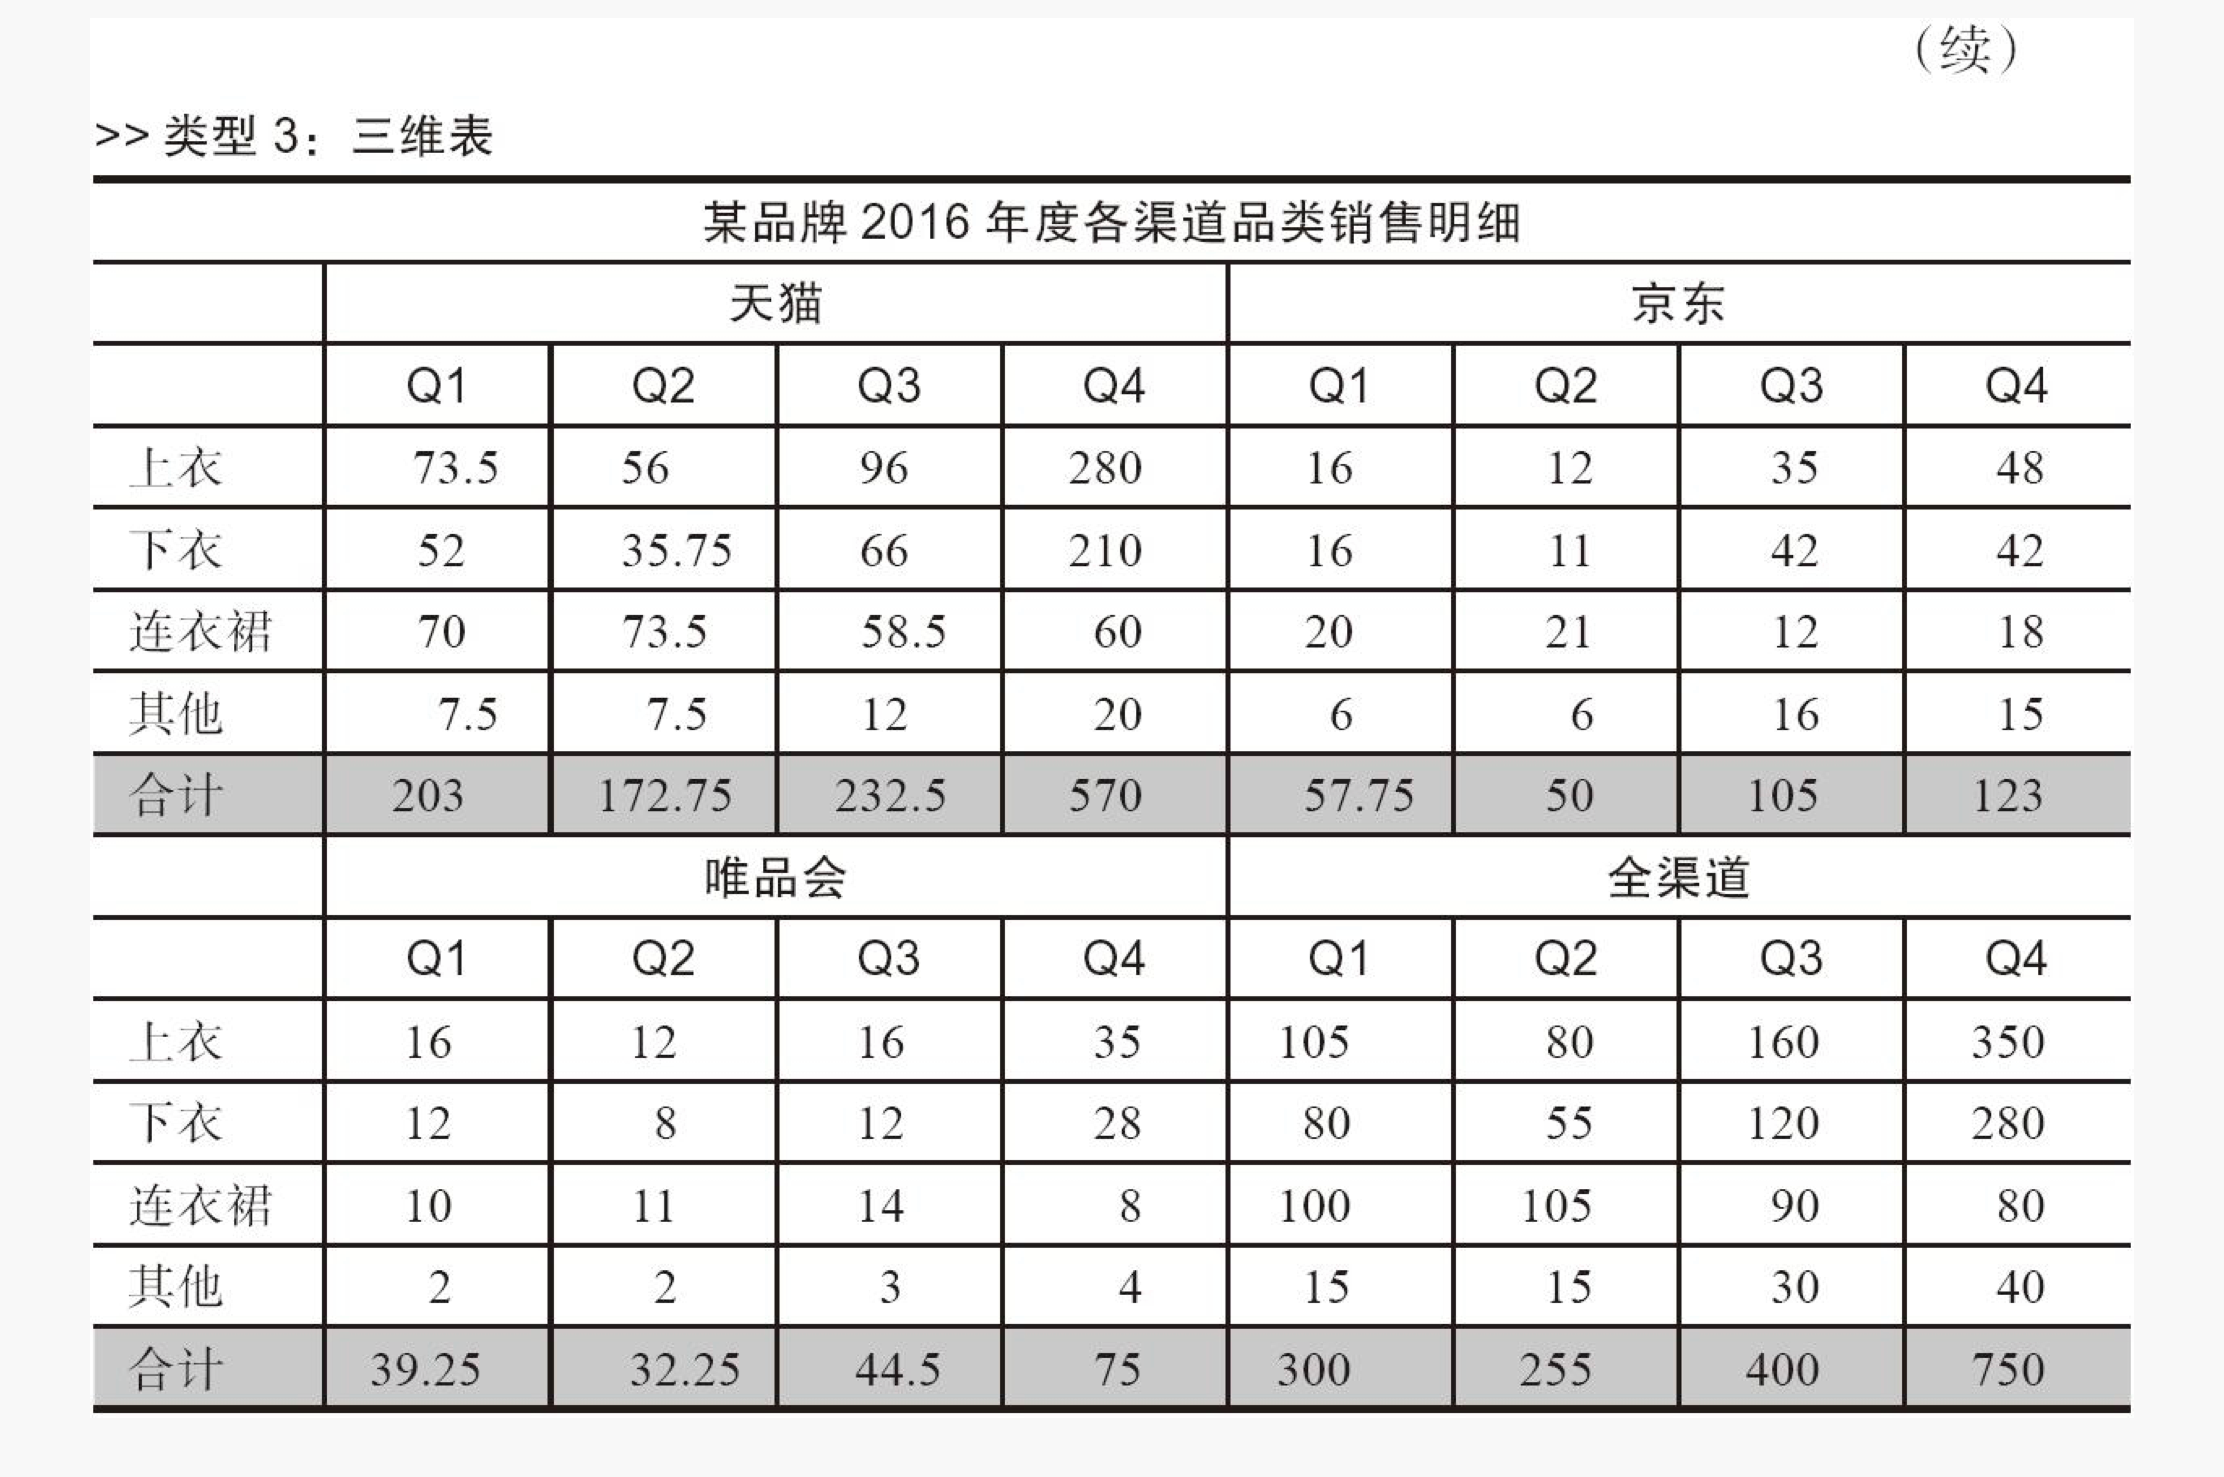 （续）
>> 类型 3：三维表
某品牌 2016 年度各渠道品类销售明细
天猫 京东
Q1 Q2 Q3 Q4 Q1 Q2 Q3 Q4
上衣 73.5 56 96 280 16 12 35 48
下衣 52 35.75 66 210 16 11 42 42
连衣裙 70 73.5 58.5 60 20 21 12 18
其他 7.5 7.5 12 20 6 6 16 15
合计 203 172.75 232.5 570 57.75 50 105 123
唯品会 全渠道
Q1 Q2 Q3 Q4 Q1 Q2 Q3 Q4
上衣 16 12 16 35 105 80 160 350
下衣 12 8 12 28 80 55 120 280
连衣裙 10 11 14 8 100 105 90 80
其他 2 2 3 4 15 15 30 40
合计 39.25 32.25 44.5 75 300 255 400 750